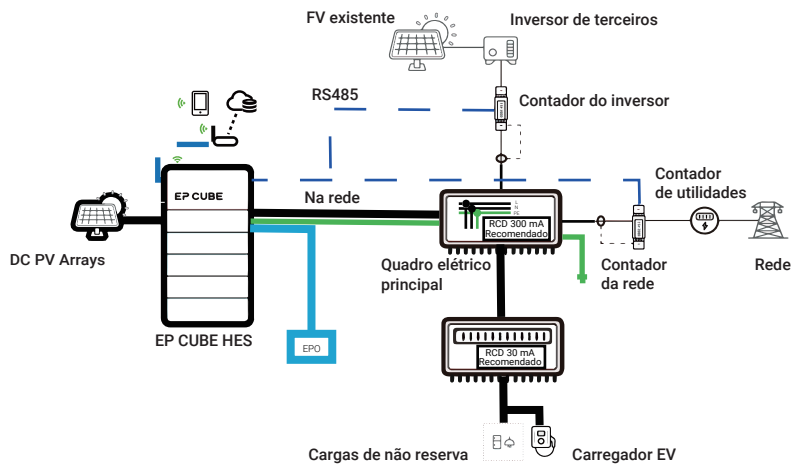 FV existente
Inversor de terceiros
RS485
Contador do inversor
EP CUBE
Na rede
Contador
de utilidades
L
N
PE
RCD 300 mA
Recomendado
DC PV Arrays
Quadro elétrico
principal
Contador
da rede
Rede
EP CUBE HES
EPO
RCD 30 mA
Recomendado
Cargas de não reserva
Carregador EV